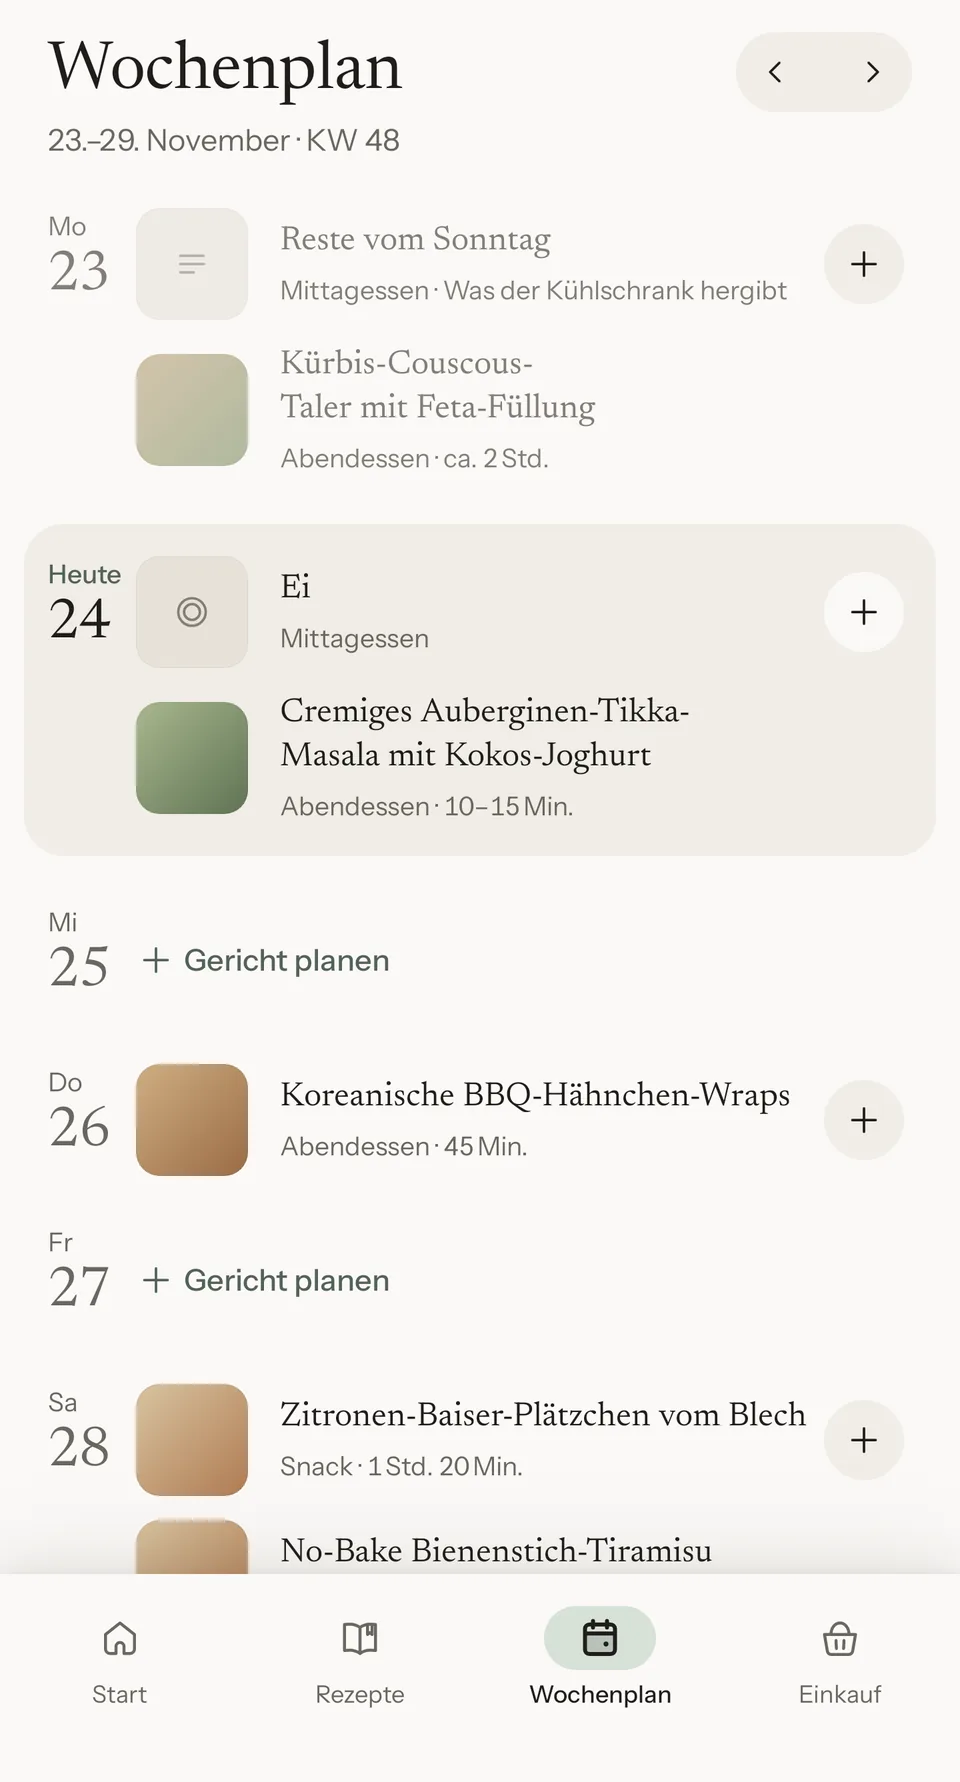 Wochenplan
23.–29. November · KW 48
Mo
23
Reste vom Sonntag
Mittagessen · Was der Kühlschrank hergibt
Kürbis-Couscous-
Taler mit Feta-Füllung
Abendessen · ca. 2 Std.
Heute
24
Ei
Mittagessen
Cremiges Auberginen-Tikka-
Masala mit Kokos-Joghurt
Abendessen · 10–15 Min.
Mi
25
+ Gericht planen
Do
26
Koreanische BBQ-Hähnchen-Wraps
Abendessen · 45 Min.
Fr
27
+ Gericht planen
Sa
28
Zitronen-Baiser-Plätzchen vom Blech
Snack · 1 Std. 20 Min.
No-Bake Bienenstich-Tiramisu
Start
Rezepte
Wochenplan
Einkauf